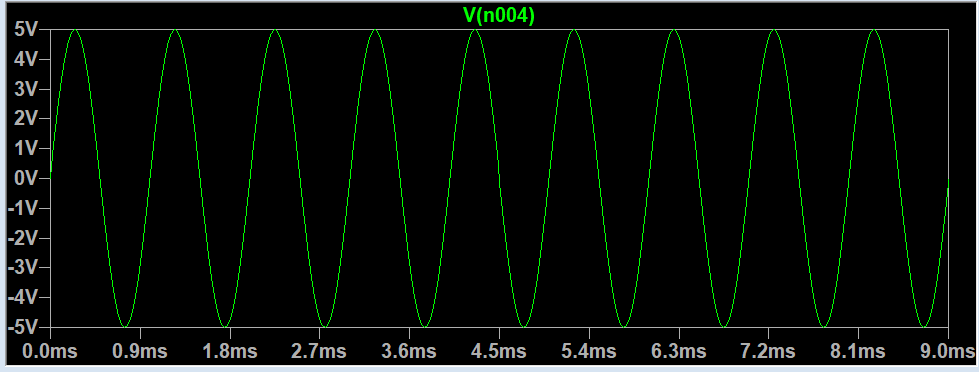 V(n004)
5V
4V
3V
2V
1V
0V
-1V
-2V
-3V
-4V
-5V
0.0ms 0.9ms 1.8ms 2.7ms 3.6ms 4.5ms 5.4ms 6.3ms 7.2ms 8.1ms 9.0ms